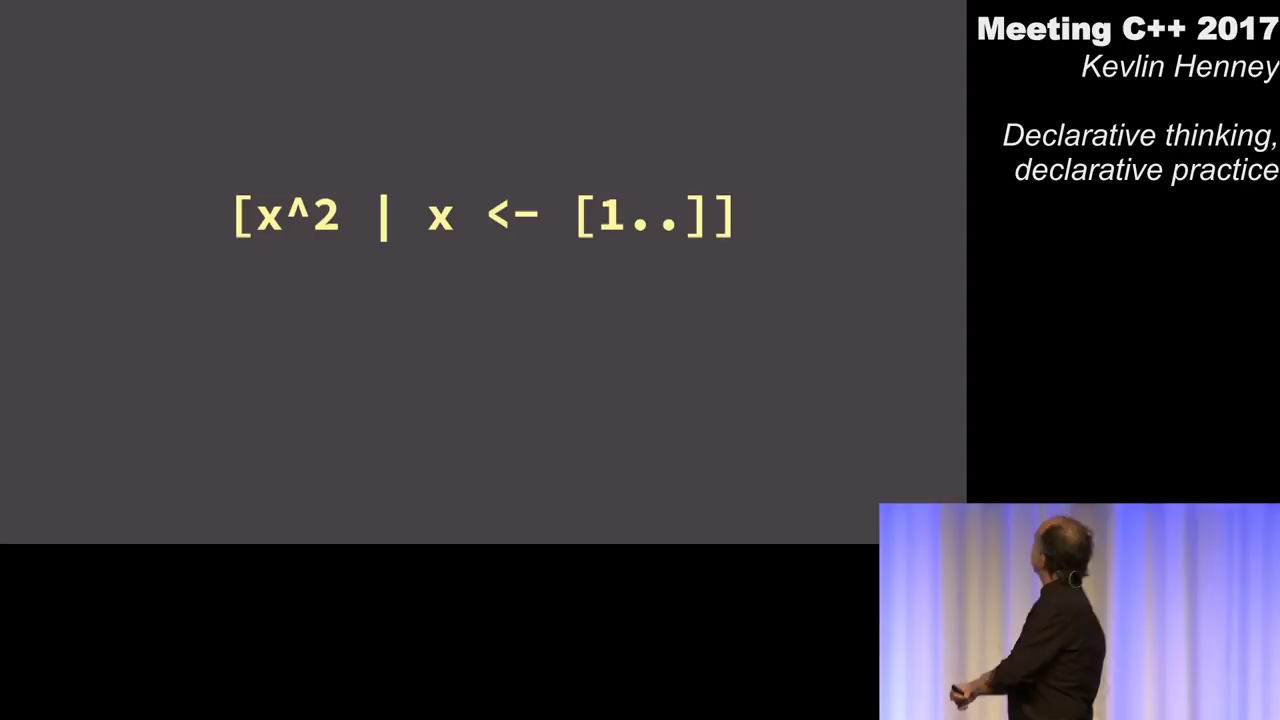 [x^2 | x <- [1..]]
Meeting C++ 2017
Kevlin Henney
Declarative thinking,
declarative practice